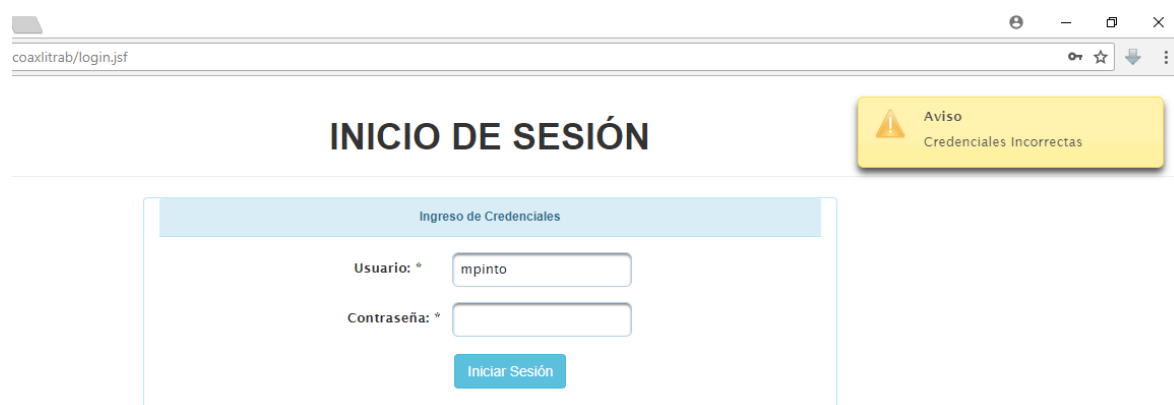 coaxlitrab/login.jsf
INICIO DE SESIÓN
Aviso
Credenciales Incorrectas
Ingreso de Credenciales
Usuario: *
mpinto
Contraseña: *
Iniciar Sesión